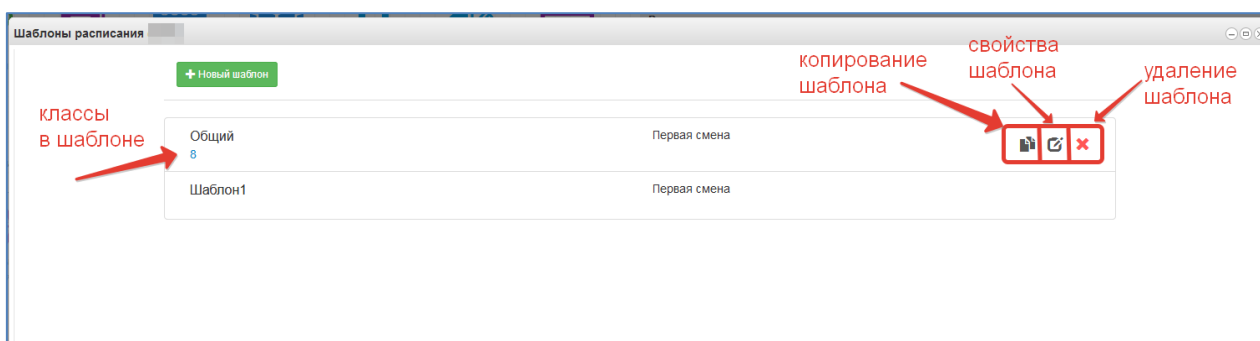 Шаблоны расписания
+ Новый шаблон
копирование
шаблона
свойства
шаблона
удаление
шаблона
классы
в шаблоне
Общий
Первая смена
8
Шаблон1
Первая смена